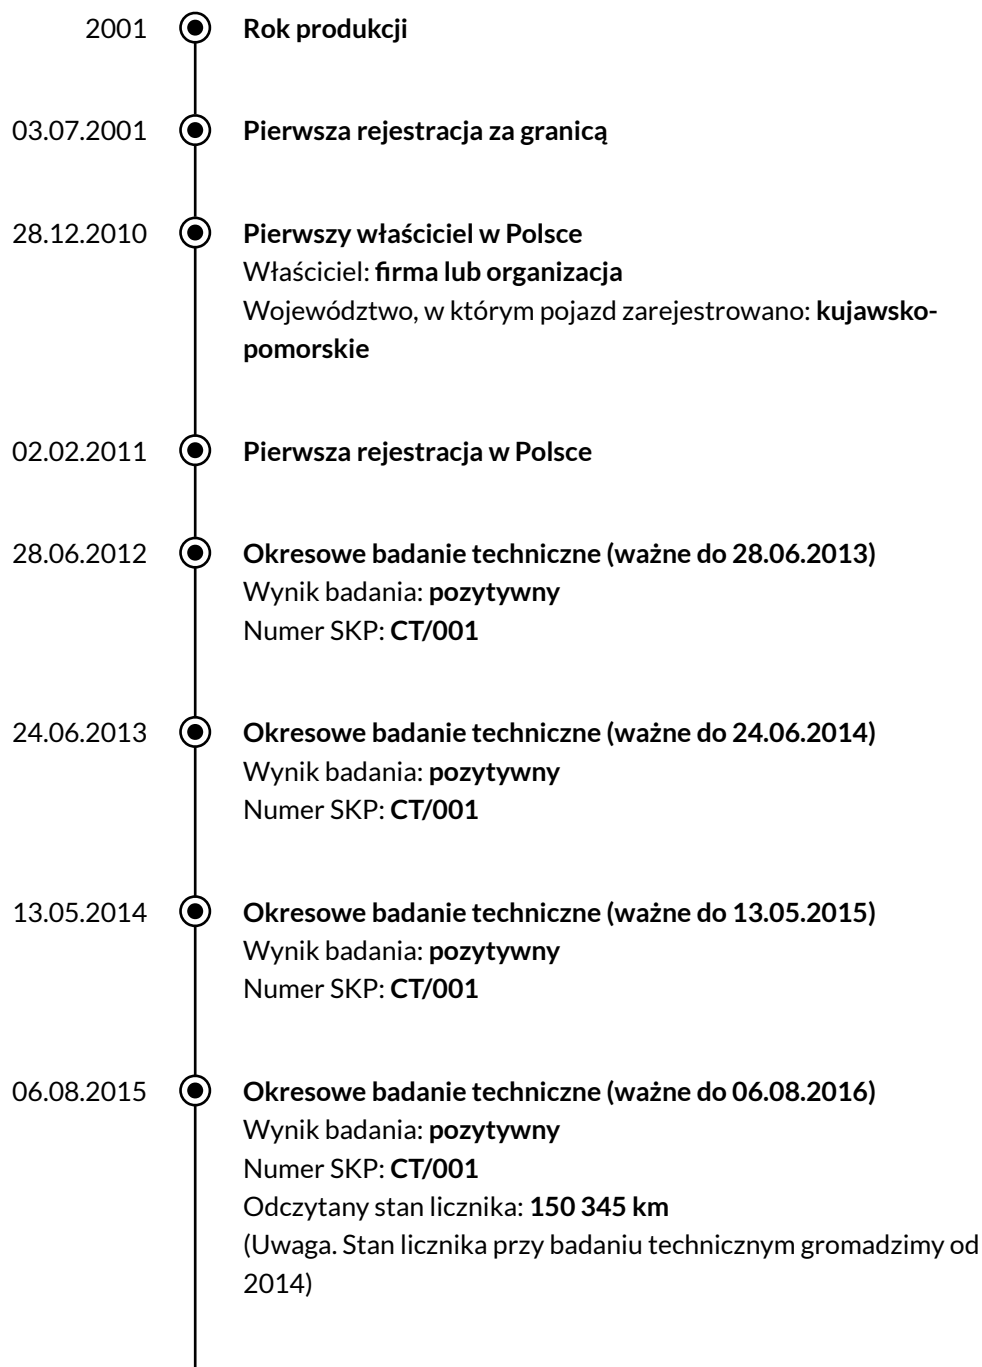 2001 Rok produkcji
03.07.2001 Pierwsza rejestracja za granicą
28.12.2010 Pierwszy właściciel w Polsce
Właściciel: firma lub organizacja
Województwo, w którym pojazd zarejestrowano: kujawsko-
pomorskie
02.02.2011 Pierwsza rejestracja w Polsce
28.06.2012 Okresowe badanie techniczne (ważne do 28.06.2013)
Wynik badania: pozytywny
Numer SKP: CT/001
24.06.2013 Okresowe badanie techniczne (ważne do 24.06.2014)
Wynik badania: pozytywny
Numer SKP: CT/001
13.05.2014 Okresowe badanie techniczne (ważne do 13.05.2015)
Wynik badania: pozytywny
Numer SKP: CT/001
06.08.2015 Okresowe badanie techniczne (ważne do 06.08.2016)
Wynik badania: pozytywny
Numer SKP: CT/001
Odczytany stan licznika: 150 345 km
(Uwaga. Stan licznika przy badaniu technicznym gromadzimy od
2014)